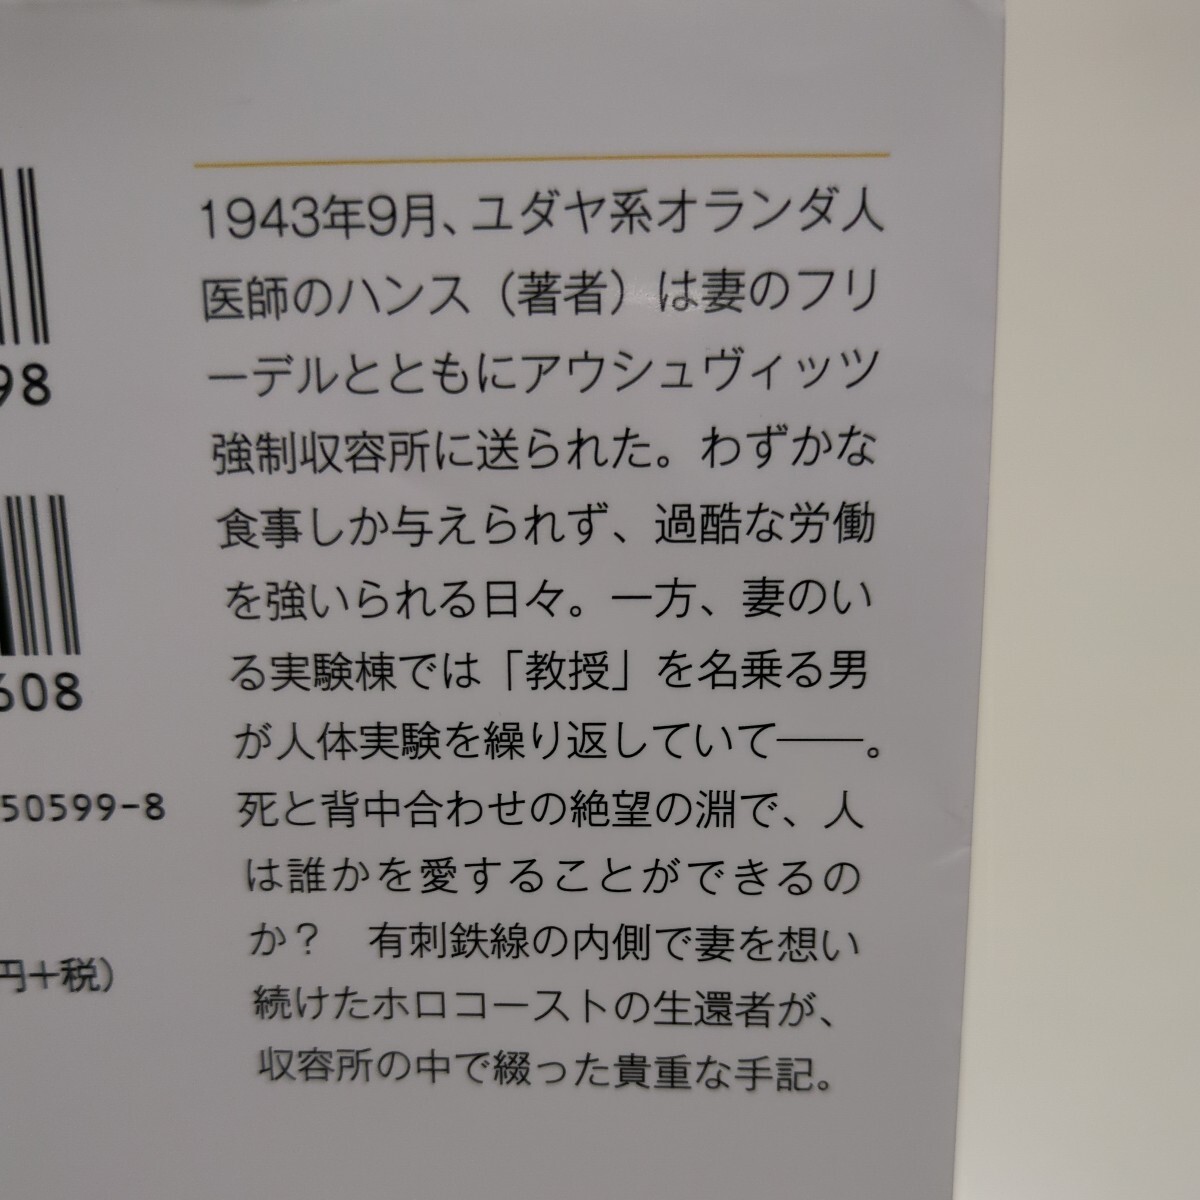 98
608
50599-8
円+税)
1943年9月、ユダヤ系オランダ人
医師のハンス（著者）は妻のフリ
ーデルとともにアウシュヴィッツ
強制収容所に送られた。わずかな
食事しか与えられず、過酷な労働
を強いられる日々。一方、妻のい
る実験棟では「教授」を名乗る男
が人体実験を繰り返していて――。
死と背中合わせの絶望の淵で、人
は誰かを愛することができるの
か？　有刺鉄線の内側で妻を想い
続けたホロコーストの生還者が、
収容所の中で綴った貴重な手記。